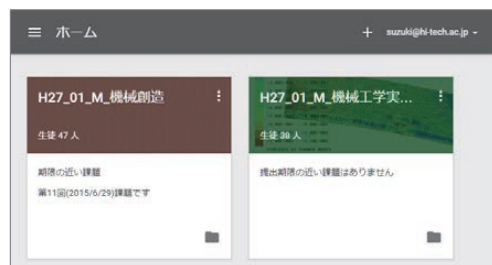 ホーム
+ suzuki@hi-tech.ac.jp
H27_01_M_機械創造
生徒 47 人
期限の近い課題
第11回(2015/6/29)課題です
H27_01_M_機械工学実...
生徒 39 人
提出期限の近い課題はありません